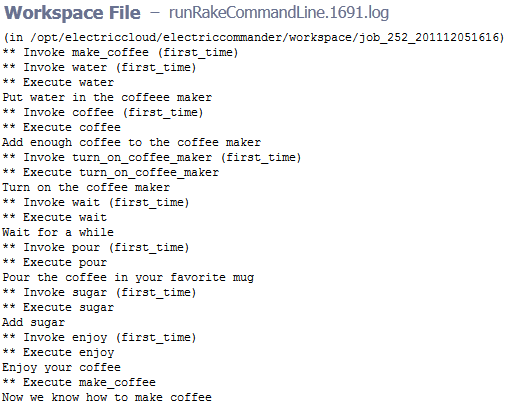 Workspace File – runRakeCommandLine.1691.log
(in /opt/electriccloud/electriccommander/workspace/job_252_201112051616)
** Invoke make_coffee (first_time)
** Invoke water (first_time)
** Execute water
Put water in the coffeee maker
** Invoke coffee (first_time)
** Execute coffee
Add enough coffee to the coffee maker
** Invoke turn_on_coffee_maker (first_time)
** Execute turn_on_coffee_maker
Turn on the coffee maker
** Invoke wait (first_time)
** Execute wait
Wait for a while
** Invoke pour (first_time)
** Execute pour
Pour the coffee in your favorite mug
** Invoke sugar (first_time)
** Execute sugar
Add sugar
** Invoke enjoy (first_time)
** Execute enjoy
Enjoy your coffee
** Execute make_coffee
Now we know how to make coffee